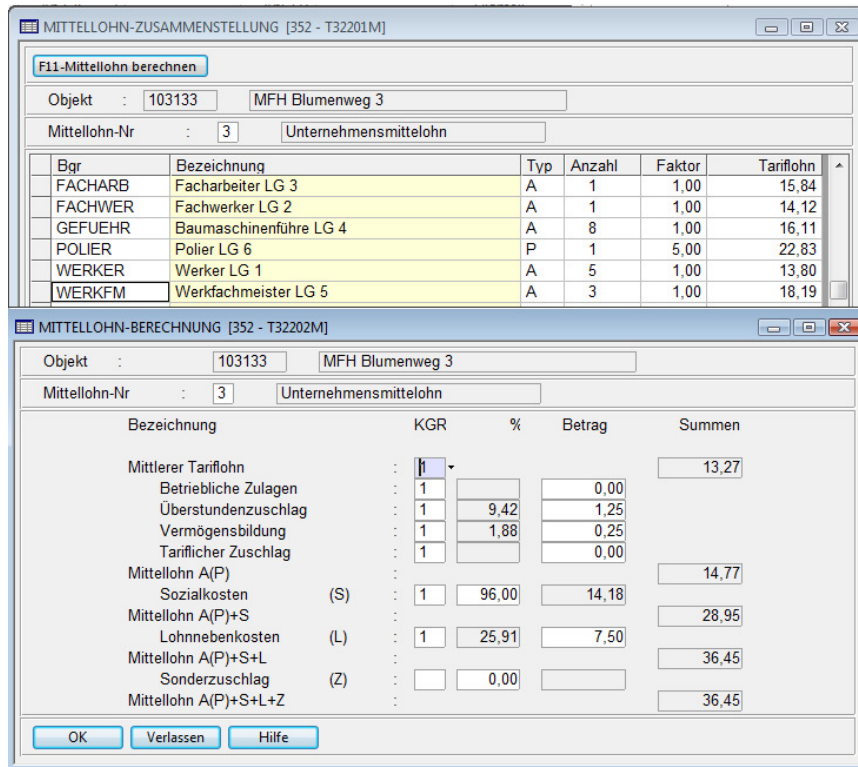 MITTELLOHN-ZUSAMMENSTELLUNG [352 - T32201M]
F11-Mittellohn berechnen
Objekt : 103133 MFH Blumenweg 3
Mittellohn-Nr : 3 Unternehmensmittelohn
Bgr Bezeichnung Typ Anzahl Faktor Tariflohn
FACHARB Facharbeiter LG 3 A 1 1,00 15,84
FACHWER Fachwerker LG 2 A 1 1,00 14,12
GEFUEHR Baumaschinenführe LG 4 A 8 1,00 16,11
POLIER Polier LG 6 P 1 5,00 22,83
WERKER Werker LG 1 A 5 1,00 13,80
WERKFM Werkfachmeister LG 5 A 3 1,00 18,19
MITTELLOHN-BERECHNUNG [352 - T32202M]
Objekt : 103133 MFH Blumenweg 3
Mittellohn-Nr : 3 Unternehmensmittelohn
Bezeichnung KGR % Betrag Summen
Mittlerer Tariflohn : 1 13,27
Betriebliche Zulagen : 1 0,00
Überstundenzuschlag : 1 9,42 1,25
Vermögensbildung : 1 1,88 0,25
Tariflicher Zuschlag : 1 0,00
Mittellohn A(P) : 14,77
Sozialkosten (S) : 1 96,00 14,18
Mittellohn A(P)+S : 28,95
Lohnnebenkosten (L) : 1 25,91 7,50
Mittellohn A(P)+S+L : 36,45
Sonderzuschlag (Z) : 0,00
Mittellohn A(P)+S+L+Z : 36,45
OK Verlassen Hilfe